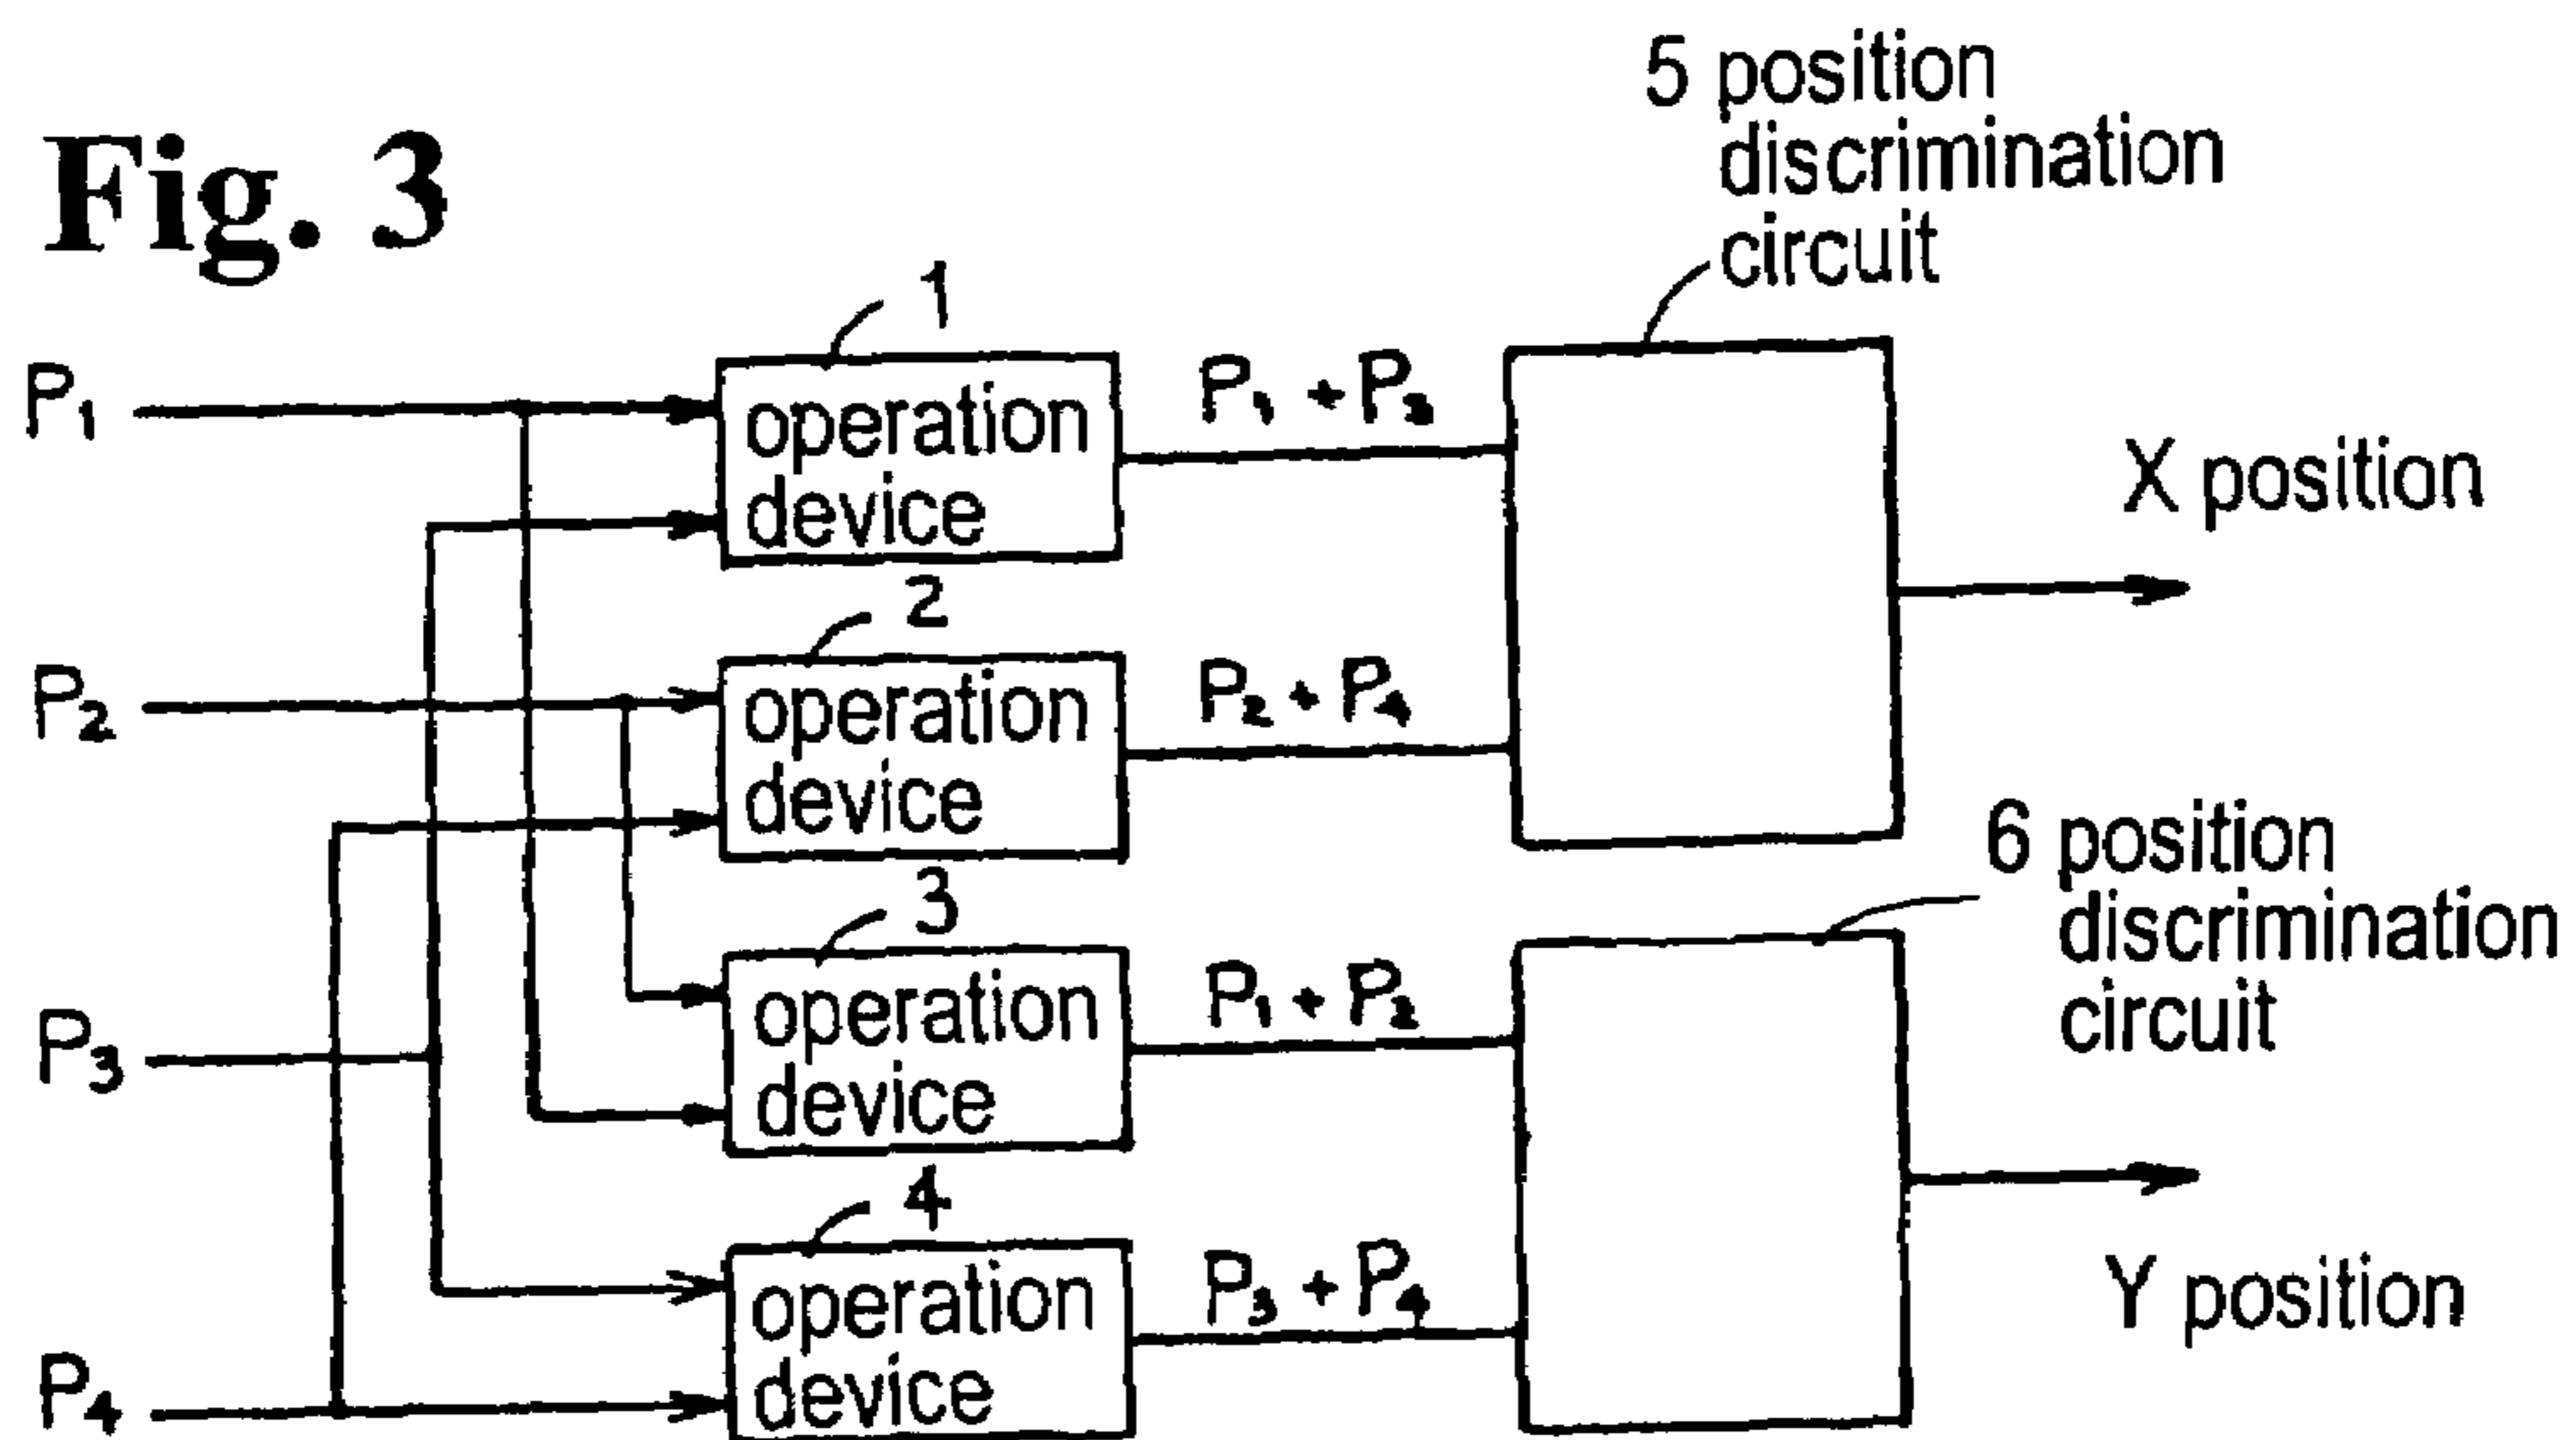 Fig. 3
5 position
discrimination
circuit
1
P₁
operation
device
P₁ + P₃
X position
2
P₂
operation
device
P₂ + P₄
6 position
discrimination
circuit
3
P₃
operation
device
P₁ + P₂
4
P₄
operation
device
P₃ + P₄
Y position